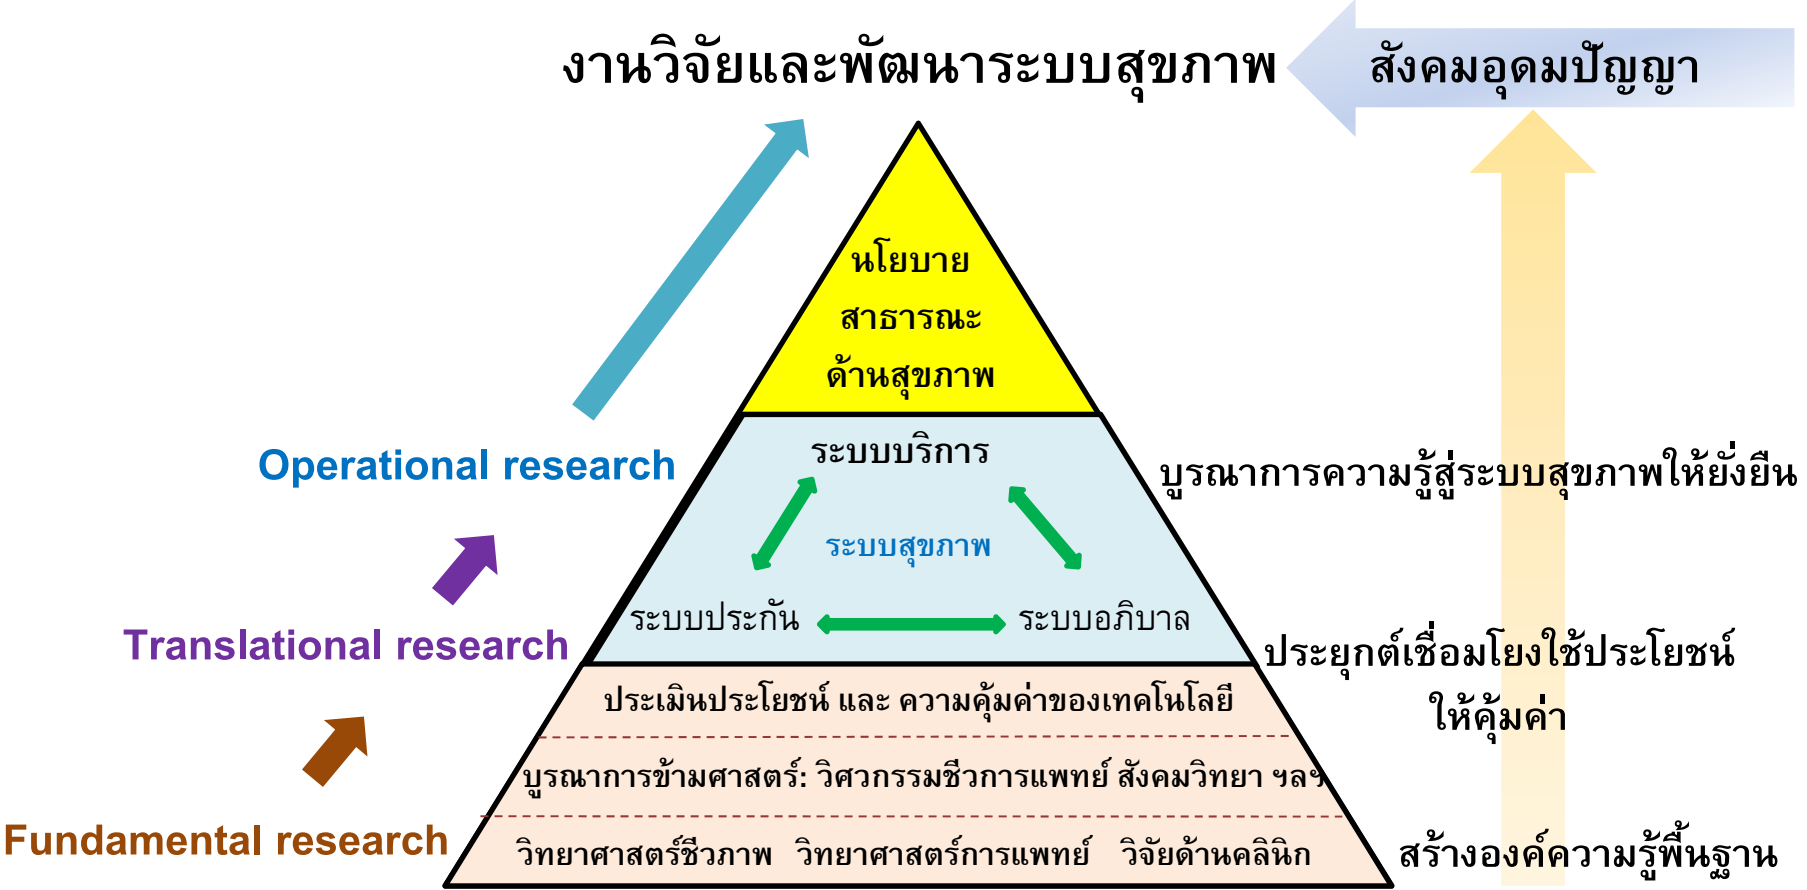 งานวิจัยและพัฒนาระบบสุขภาพ
สังคมอุดมปัญญา
นโยบาย
สาธารณะ
ด้านสุขภาพ
Operational research
ระบบบริการ
บูรณาการความรู้สู่ระบบสุขภาพให้ยั่งยืน
ระบบสุขภาพ
ระบบประกัน
ระบบอภิบาล
Translational research
ประยุกต์เชื่อมโยงใช้ประโยชน์
ให้คุ้มค่า
ประเมินประโยชน์ และ ความคุ้มค่าของเทคโนโลยี
บูรณาการข้ามศาสตร์: วิศวกรรมชีวการแพทย์ สังคมวิทยา ฯลฯ
Fundamental research
วิทยาศาสตร์ชีวภาพ วิทยาศาสตร์การแพทย์ วิจัยด้านคลินิก
สร้างองค์ความรู้พื้นฐาน